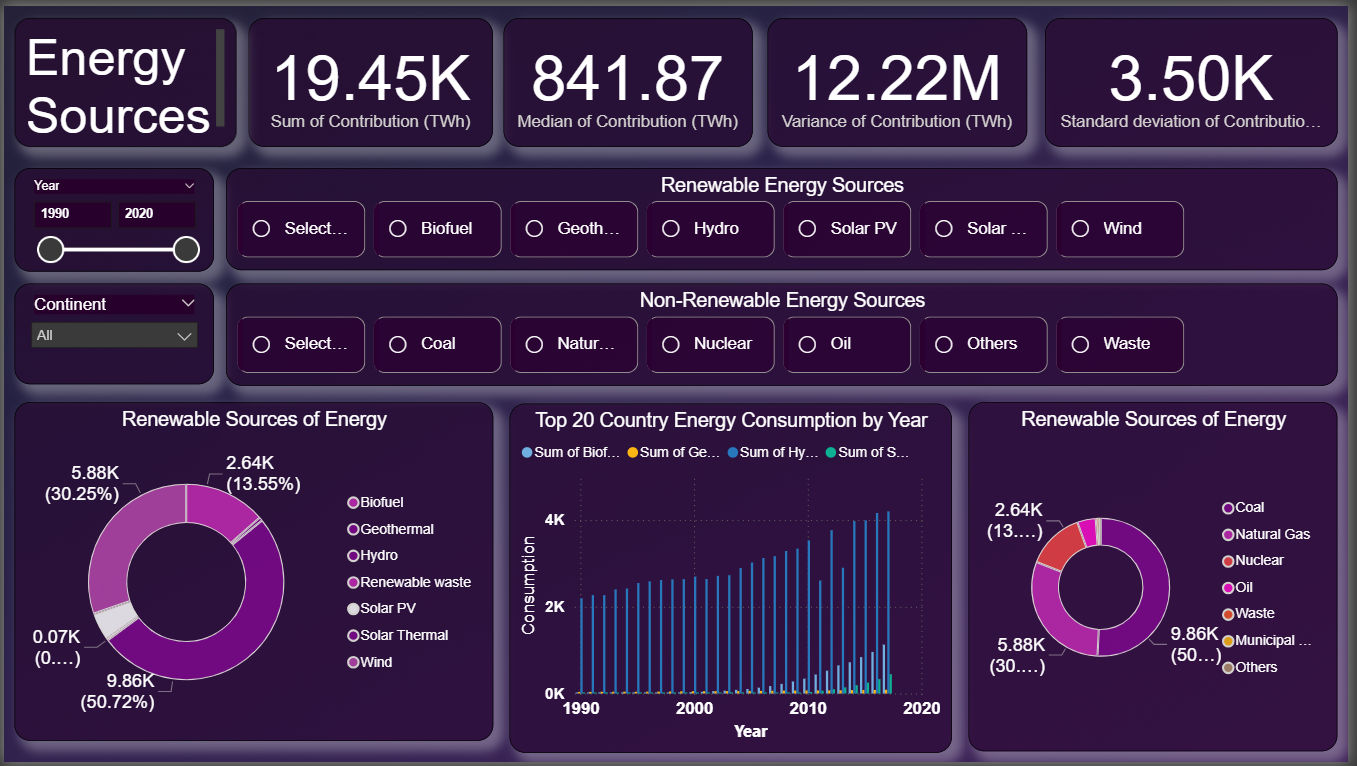 Energy
Sources
19.45K
Sum of Contribution (TWh)
841.87
Median of Contribution (TWh)
12.22M
Variance of Contribution (TWh)
3.50K
Standard deviation of Contributio…
Year
1990
2020
Renewable Energy Sources
Select…
Biofuel
Geoth…
Hydro
Solar PV
Solar …
Wind
Continent
All
Non-Renewable Energy Sources
Select…
Coal
Natur…
Nuclear
Oil
Others
Waste
Renewable Sources of Energy
5.88K
(30.25%)
2.64K
(13.55%)
0.07K
(0.…)
9.86K
(50.72%)
Biofuel
Geothermal
Hydro
Renewable waste
Solar PV
Solar Thermal
Wind
Top 20 Country Energy Consumption by Year
Sum of Biof… Sum of Ge… Sum of Hy… Sum of S…
Consumption
4K
2K
0K
1990 2000 2010 2020
Year
Renewable Sources of Energy
2.64K
(13.…)
5.88K
(30.…)
9.86K
(50.…)
Coal
Natural Gas
Nuclear
Oil
Waste
Municipal …
Others